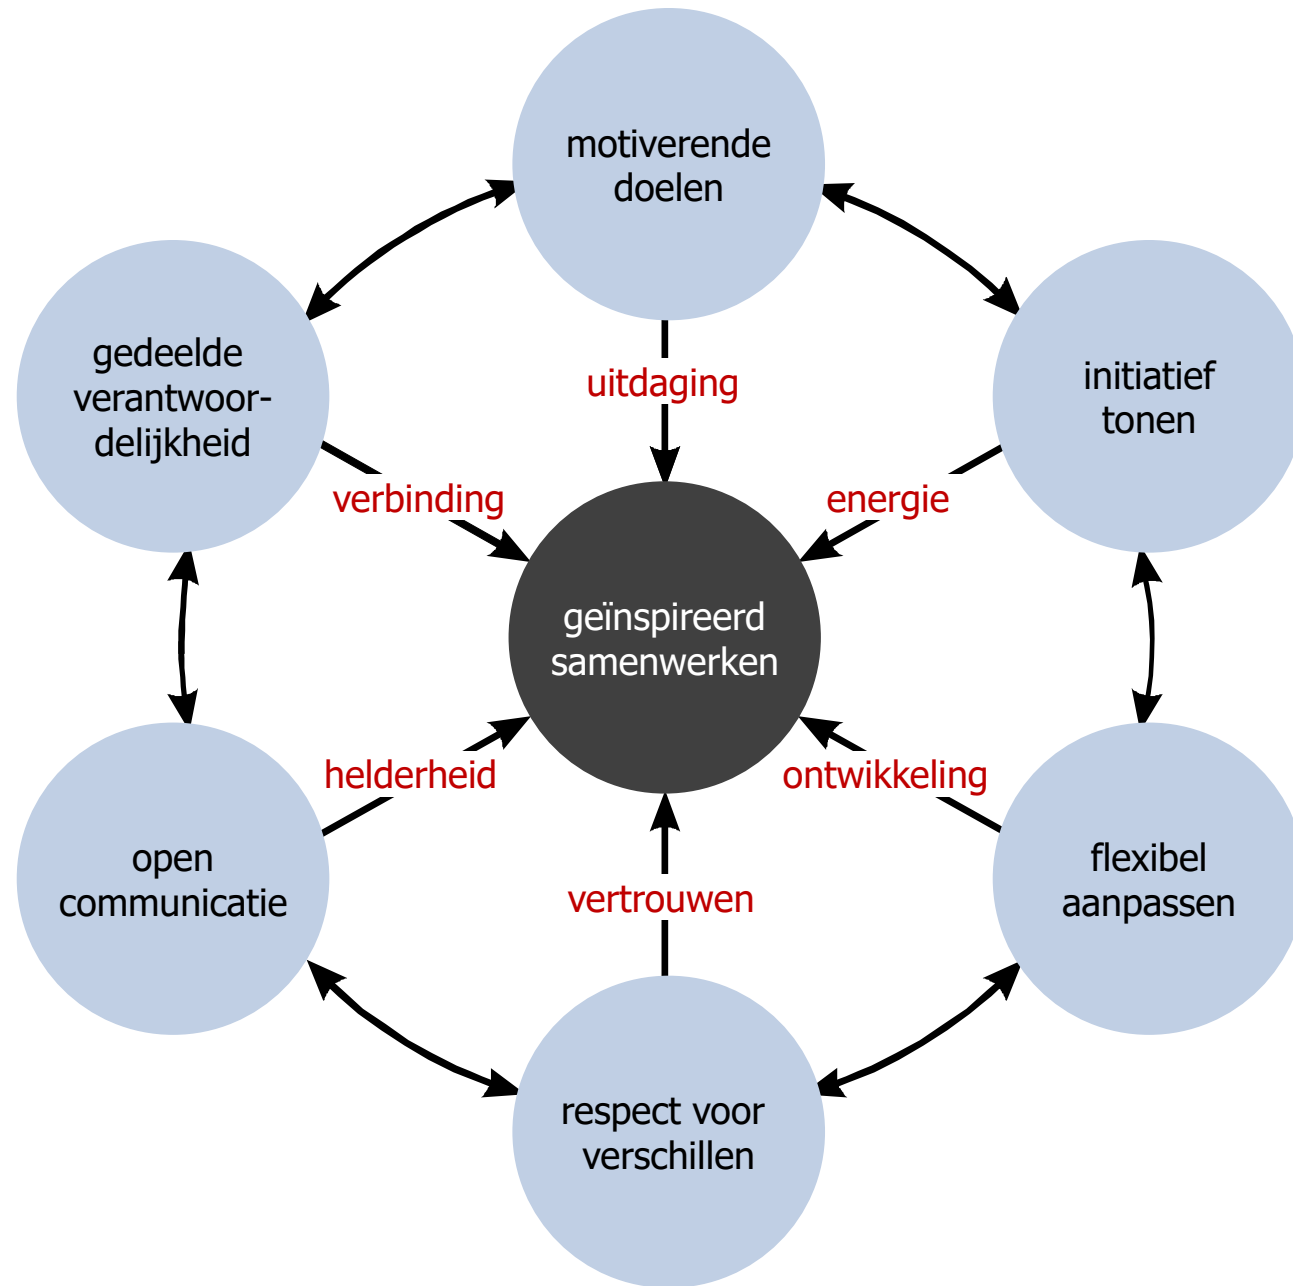 motiverende
doelen
gedeelde
verantwoor-
delijkheid
initiatief
tonen
uitdaging
verbinding
energie
geïnspireerd
samenwerken
helderheid
ontwikkeling
open
communicatie
vertrouwen
flexibel
aanpassen
respect voor
verschillen